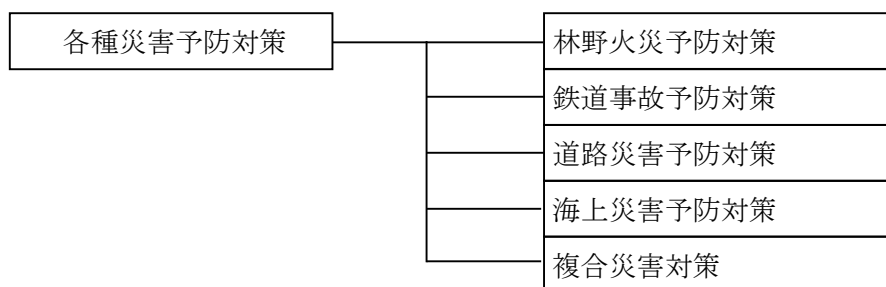 各種災害予防対策
林野火災予防対策
鉄道事故予防対策
道路災害予防対策
海上災害予防対策
複合災害対策